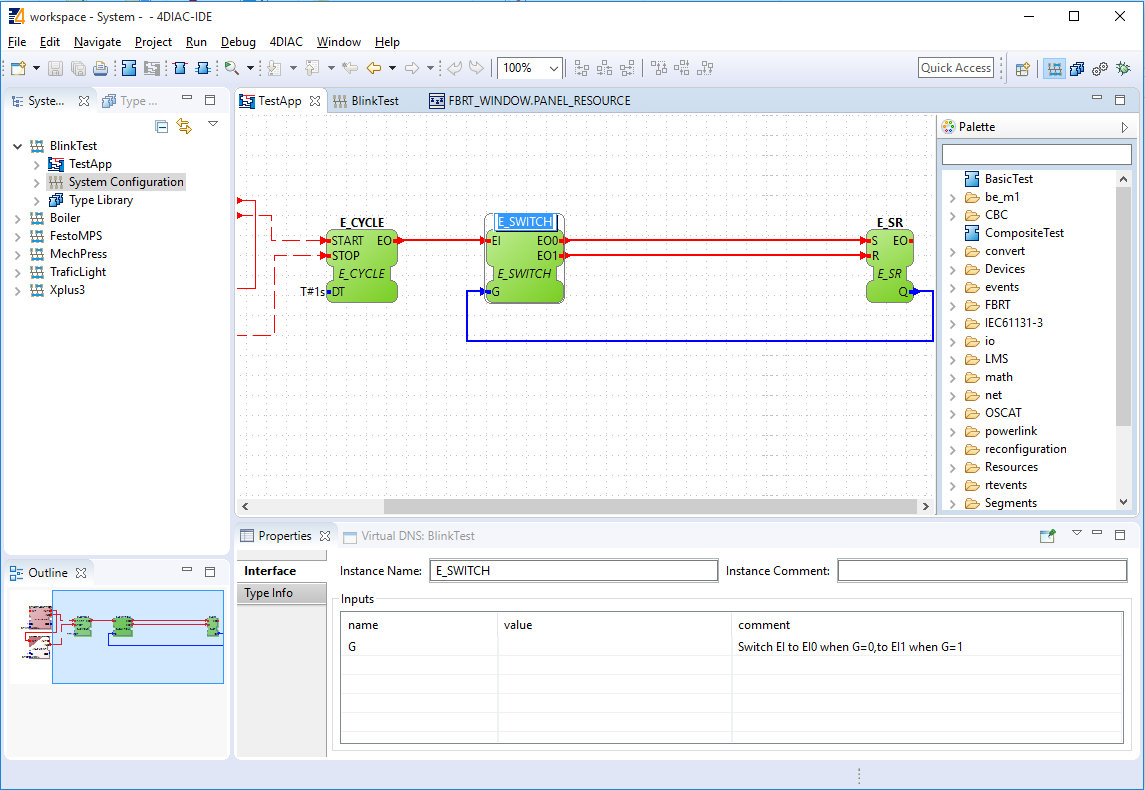 workspace - System - - 4DIAC-IDE
File Edit Navigate Project Run Debug 4DIAC Window Help
100%
Quick Access
Syste...
Type ...
BlinkTest
TestApp
System Configuration
Type Library
Boiler
FestoMPS
MechPress
TraficLight
Xplus3
TestApp
BlinkTest
FBRT_WINDOW.PANEL_RESOURCE
E_CYCLE
START EO
STOP
E_CYCLE
T#1s DT
E_SWITCH
EI EO0
EO1
E_SWITCH
G
E_SR
S EO
R
E_SR
Q
Palette
BasicTest
be_m1
CBC
CompositeTest
convert
Devices
events
FBRT
IEC61131-3
io
LMS
math
net
OSCAT
powerlink
reconfiguration
Resources
rtevents
Segments
Outline
Properties
Virtual DNS: BlinkTest
Interface
Type Info
Instance Name: E_SWITCH
Instance Comment:
Inputs
name value comment
G Switch EI to EI0 when G=0,to EI1 when G=1